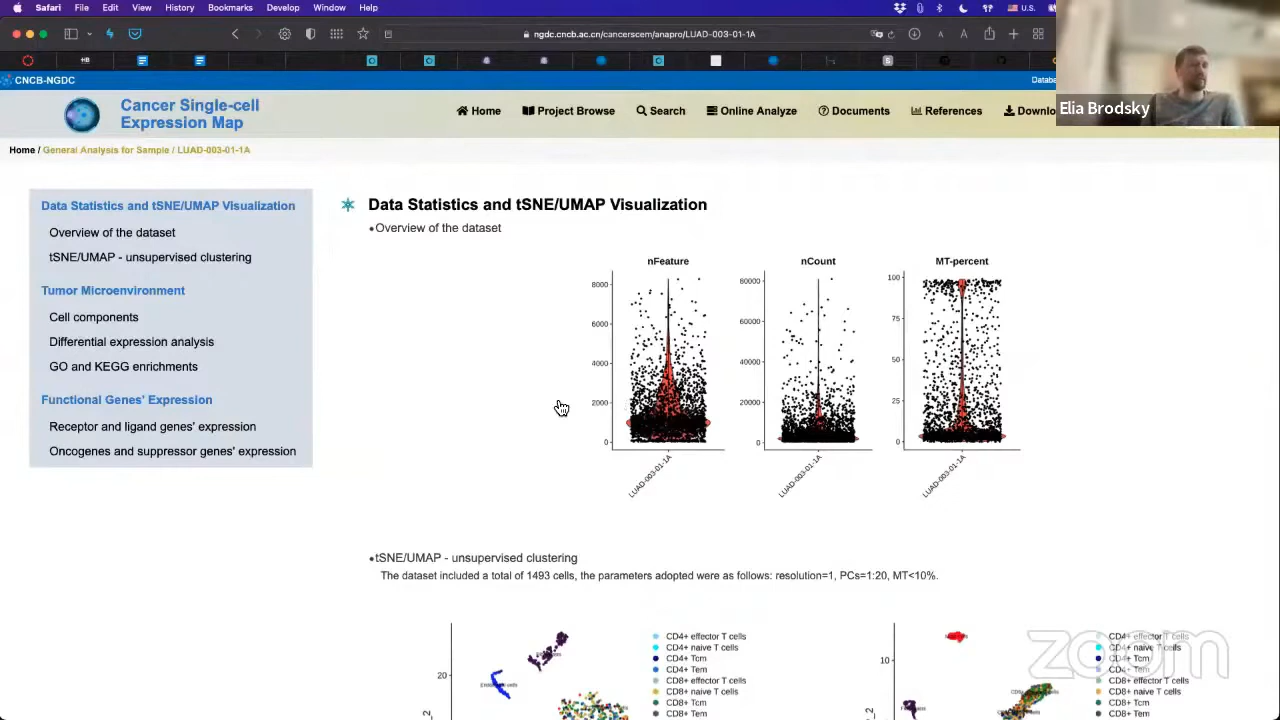 Safari File Edit View History Bookmarks Develop Window Help U.S.
ngdc.cncb.ac.cn/cancerscem/anapro/LUAD-003-01-1A
CNCB-NGDC
Elia Brodsky
Cancer Single-cell
Expression Map
Home Project Browse Search Online Analyze Documents References Downlo
Home / General Analysis for Sample / LUAD-003-01-1A
Data Statistics and tSNE/UMAP Visualization
Overview of the dataset
tSNE/UMAP - unsupervised clustering
Tumor Microenvironment
Cell components
Differential expression analysis
GO and KEGG enrichments
Functional Genes' Expression
Receptor and ligand genes' expression
Oncogenes and suppressor genes' expression
Data Statistics and tSNE/UMAP Visualization
•Overview of the dataset
nFeature
8000
6000
4000
2000
0
LUAD-003-01-1A
nCount
80000
60000
40000
20000
0
LUAD-003-01-1A
MT-percent
100
75
50
25
0
LUAD-003-01-1A
•tSNE/UMAP - unsupervised clustering
The dataset included a total of 1493 cells, the parameters adopted were as follows: resolution=1, PCs=1:20, MT<10%.
20
_2
CD4+ effector T cells
CD4+ naive T cells
CD4+ Tcm
CD4+ Tem
CD8+ effector T cells
CD8+ naive T cells
CD8+ Tcm
CD8+ Tem
10
_2
CD4+ effector T cells
CD4+ naive T cells
CD4+ Tcm
CD4+ Tem
CD8+ effector T cells
CD8+ naive T cells
CD8+ Tcm
CD8+ Tem
zoom